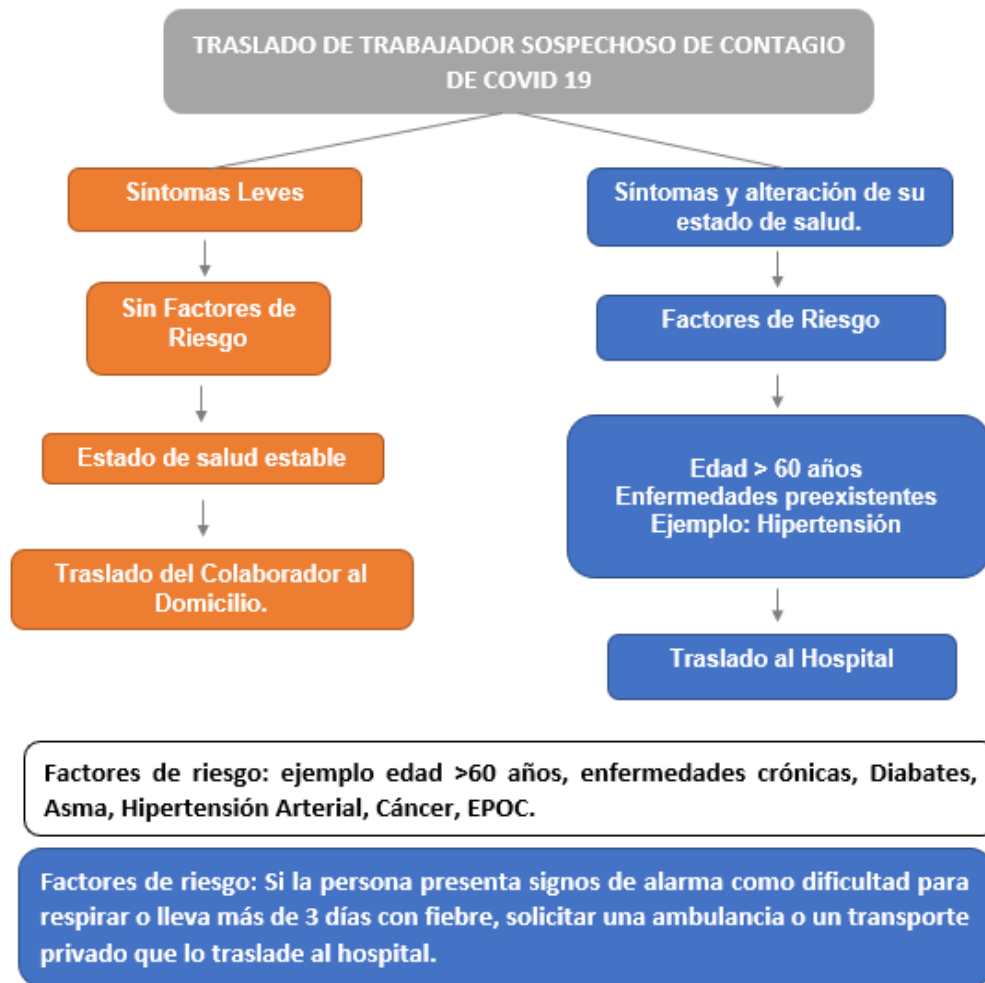 TRASLADO DE TRABAJADOR SOSPECHOSO DE CONTAGIO
DE COVID 19
Síntomas Leves
Sin Factores de
Riesgo
Estado de salud estable
Traslado del Colaborador al
Domicilio.
Síntomas y alteración de su
estado de salud.
Factores de Riesgo
Edad > 60 años
Enfermedades preexistentes
Ejemplo: Hipertensión
Traslado al Hospital
Factores de riesgo: ejemplo edad >60 años, enfermedades crónicas, Diabates,
Asma, Hipertensión Arterial, Cáncer, EPOC.
Factores de riesgo: Si la persona presenta signos de alarma como dificultad para
respirar o lleva más de 3 días con fiebre, solicitar una ambulancia o un transporte
privado que lo traslade al hospital.